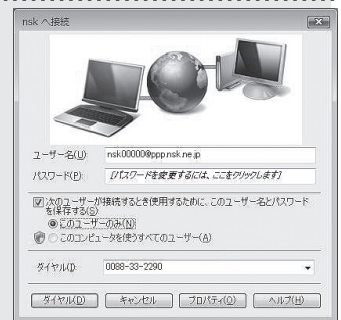 nsk へ接続
ユーザー名(U):
nsk00000@ppp.nsk.ne.jp
パスワード(P):
[パスワードを変更するには、ここをクリックします]
次のユーザーが接続するとき使用するために、このユーザー名とパスワード
を保存する(S):
このユーザーのみ(N)
このコンピュータを使うすべてのユーザー(A)
ダイヤル(I):
0088-33-2290
ダイヤル(D) キャンセル プロパティ(O) ヘルプ(H)